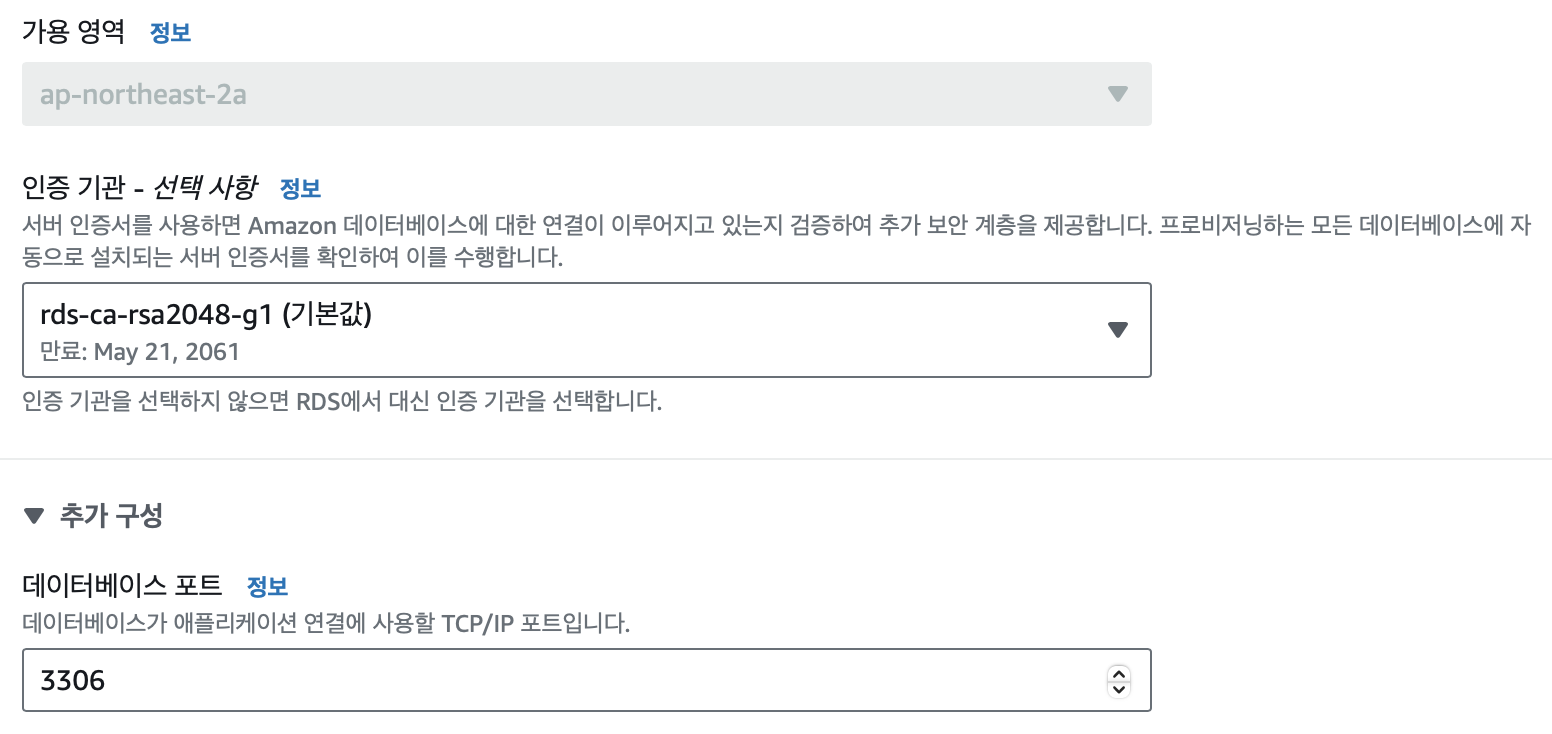 가용 영역 정보
ap-northeast-2a
인증 기관 - 선택 사항 정보
서버 인증서를 사용하면 Amazon 데이터베이스에 대한 연결이 이루어지고 있는지 검증하여 추가 보안 계층을 제공합니다. 프로비저닝하는 모든 데이터베이스에 자
동으로 설치되는 서버 인증서를 확인하여 이를 수행합니다.
rds-ca-rsa2048-g1 (기본값)
만료: May 21, 2061
인증 기관을 선택하지 않으면 RDS에서 대신 인증 기관을 선택합니다.
추가 구성
데이터베이스 포트 정보
데이터베이스가 애플리케이션 연결에 사용할 TCP/IP 포트입니다.
3306